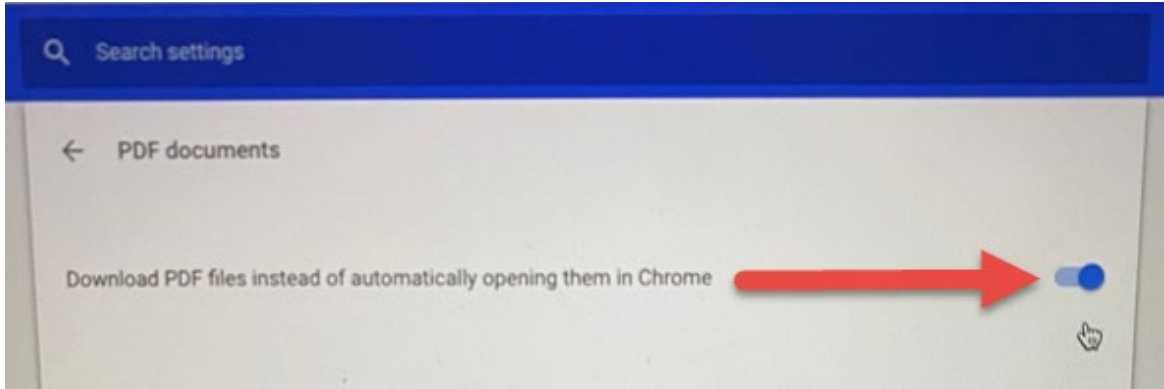 Search settings
PDF documents
Download PDF files instead of automatically opening them in Chrome